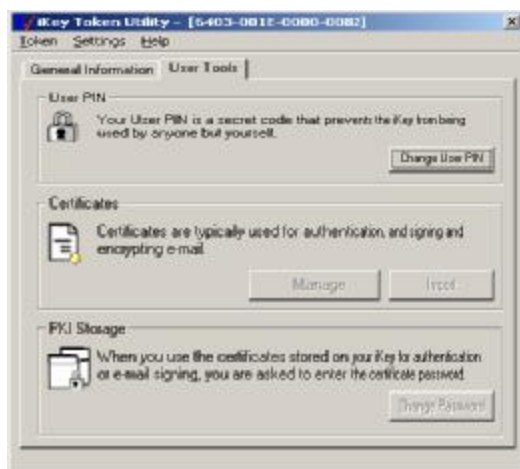 iKey Token Utility - [6403-001E-0000-0082]
Token Settings Help
General Information User Tools
User PIN
Your User PIN is a secret code that prevents the iKey from being
used by anyone but yourself.
Change User PIN
Certificates
Certificates are typically used for authentication, and signing and
encrypting e-mail
Manage
PKI Storage
When you use the certificates stored on your iKey for authentication
or e-mail signing, you are asked to enter the certificate password.
Change Password